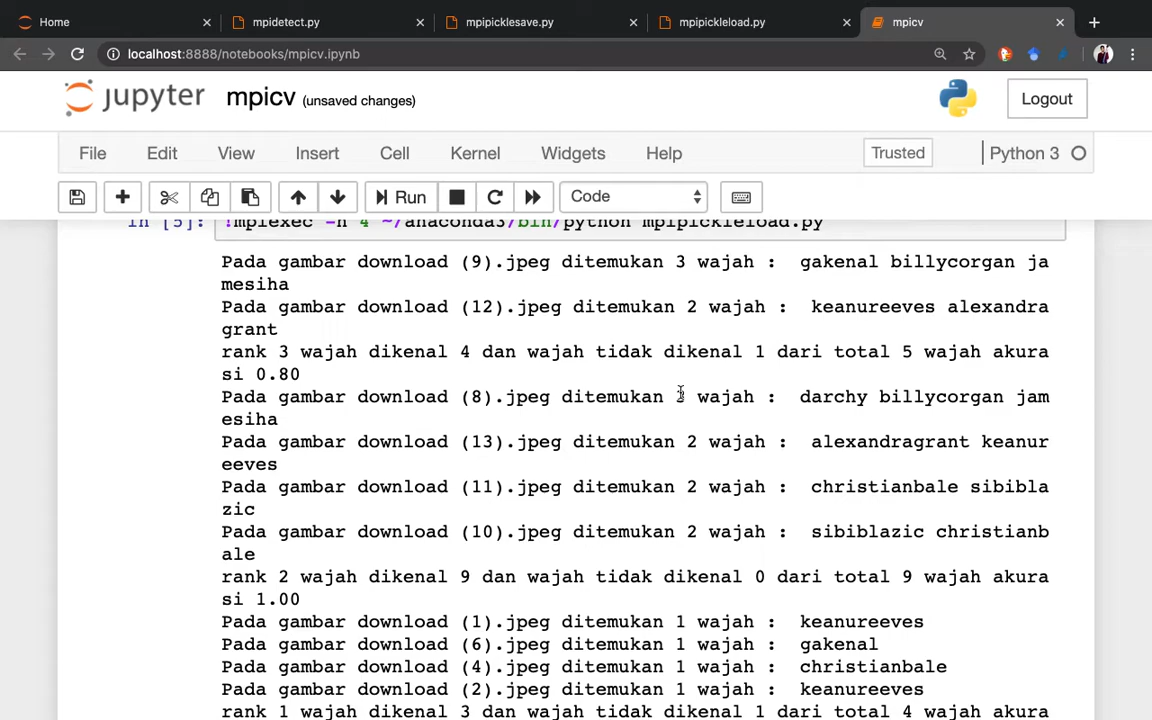 Home
mpidetect.py
mpipicklesave.py
mpipickleload.py
mpicv
localhost:8888/notebooks/mpicv.ipynb
jupyter mpicv (unsaved changes)
Logout
File Edit View Insert Cell Kernel Widgets Help
Trusted
Python 3
Run
Code
In [5]: !mpiexec -n 4 ~/anaconda3/bin/python mpipickleload.py
Pada gambar download (9).jpeg ditemukan 3 wajah :  gakenal billycorgan ja
mesiha
Pada gambar download (12).jpeg ditemukan 2 wajah :  keanureeves alexandra
grant
rank 3 wajah dikenal 4 dan wajah tidak dikenal 1 dari total 5 wajah akura
si 0.80
Pada gambar download (8).jpeg ditemukan wajah :  darchy billycorgan jam
esiha
Pada gambar download (13).jpeg ditemukan 2 wajah :  alexandragrant keanur
eeves
Pada gambar download (11).jpeg ditemukan 2 wajah :  christianbale sibibla
zic
Pada gambar download (10).jpeg ditemukan 2 wajah :  sibiblazic christianb
ale
rank 2 wajah dikenal 9 dan wajah tidak dikenal 0 dari total 9 wajah akura
si 1.00
Pada gambar download (1).jpeg ditemukan 1 wajah :  keanureeves
Pada gambar download (6).jpeg ditemukan 1 wajah :  gakenal
Pada gambar download (4).jpeg ditemukan 1 wajah :  christianbale
Pada gambar download (2).jpeg ditemukan 1 wajah :  keanureeves
rank 1 wajah dikenal 3 dan wajah tidak dikenal 1 dari total 4 wajah akura